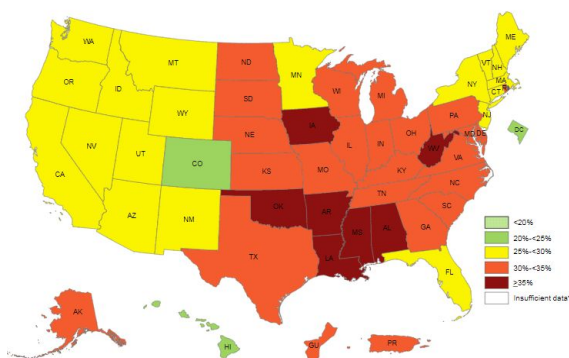 WA
MT
ND
MN
ME
VT
NH
OR
ID
SD
WI
MI
NY
MA
CT
WY
IA
NE
PA
NJ
NV
UT
CO
IL
IN
OH
MD
DE
DC
CA
KS
MO
WV
VA
KY
AZ
NM
OK
AR
TN
NC
SC
TX
LA
MS
AL
GA
FL
AK
HI
GU
PR
<20%
20%-<25%
25%-<30%
30%-<35%
≥35%
Insufficient data*